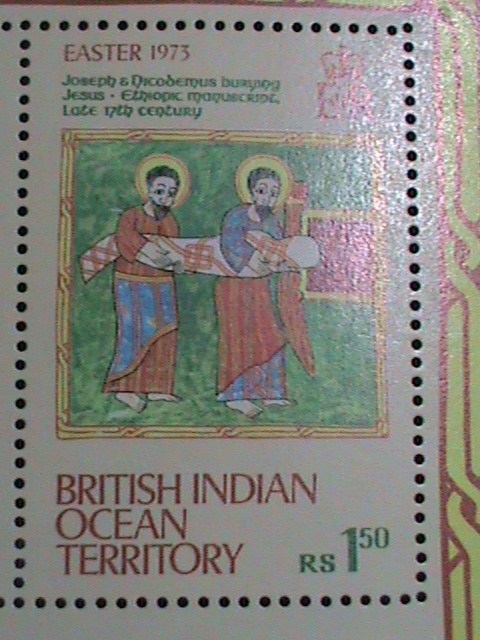 EASTER 1973
Joseph & Nicodemus burying
Jesus · Ethiopic manuscript,
Late 17th century
BRITISH INDIAN
OCEAN
TERRITORY
RS 1 50